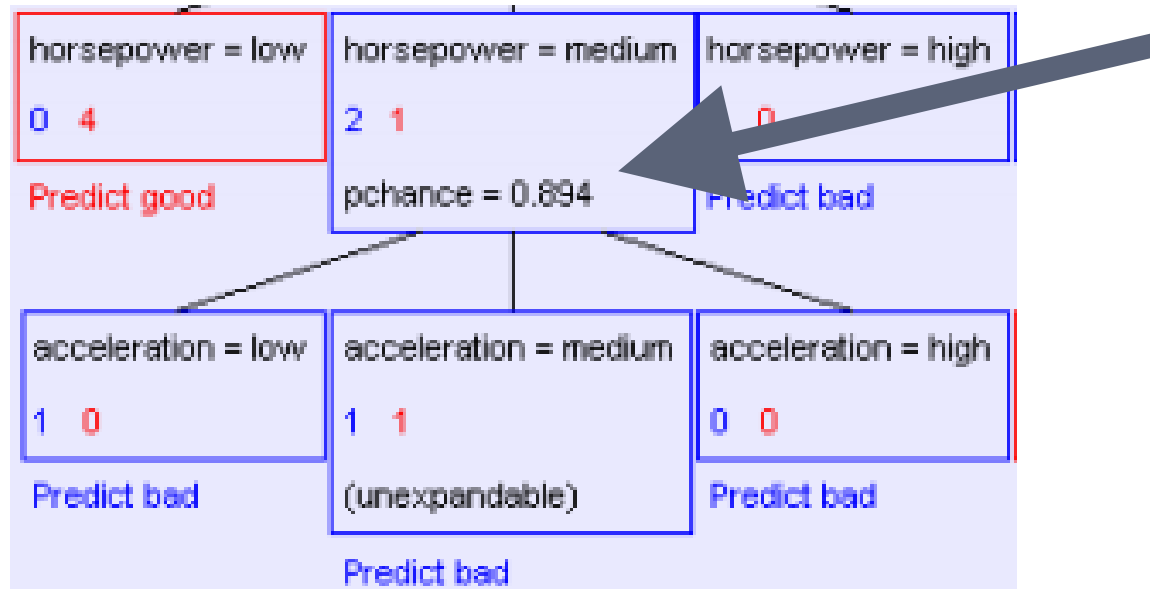 horsepower = low
0 4
Predict good
horsepower = medium
2 1
pchance = 0.894
horsepower = high
0
Predict bad
acceleration = low
1 0
Predict bad
acceleration = medium
1 1
(unexpandable)
Predict bad
acceleration = high
0 0
Predict bad